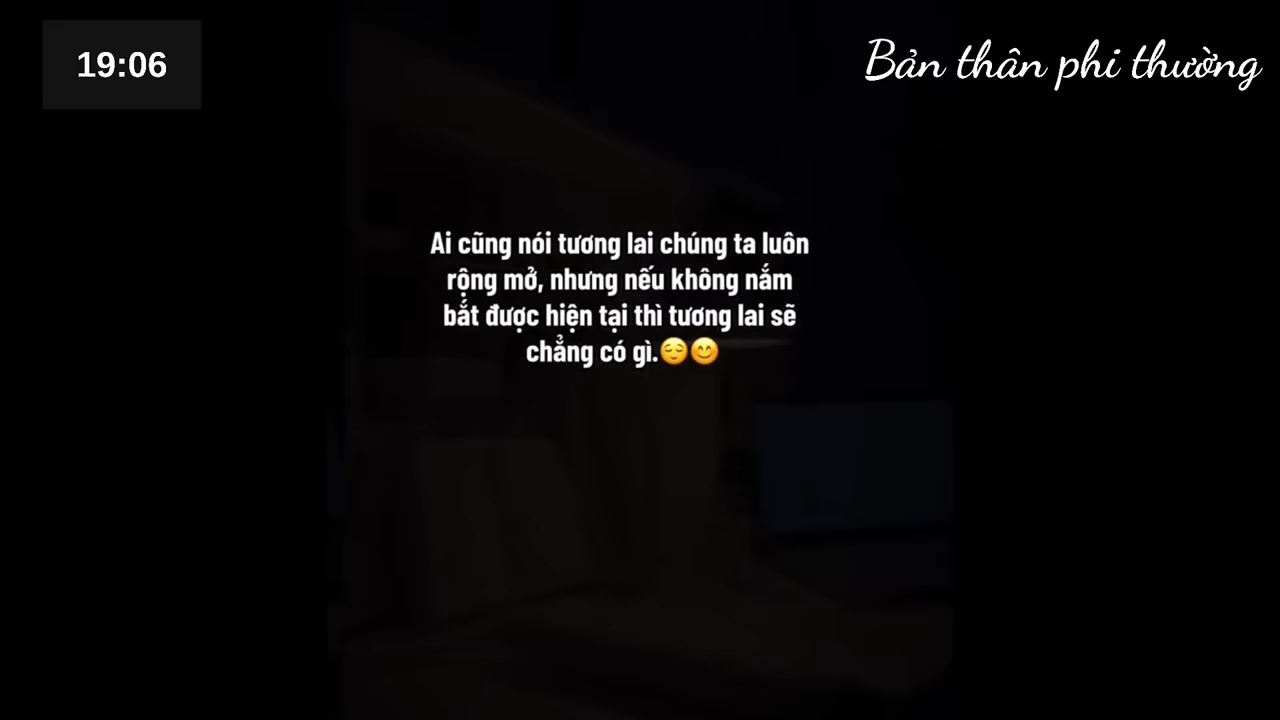 19:06
Bản thân phi thường
Ai cũng nói tương lai chúng ta luôn
rộng mở, nhưng nếu không nắm
bắt được hiện tại thì tương lai sẽ
chẳng có gì.😌😊